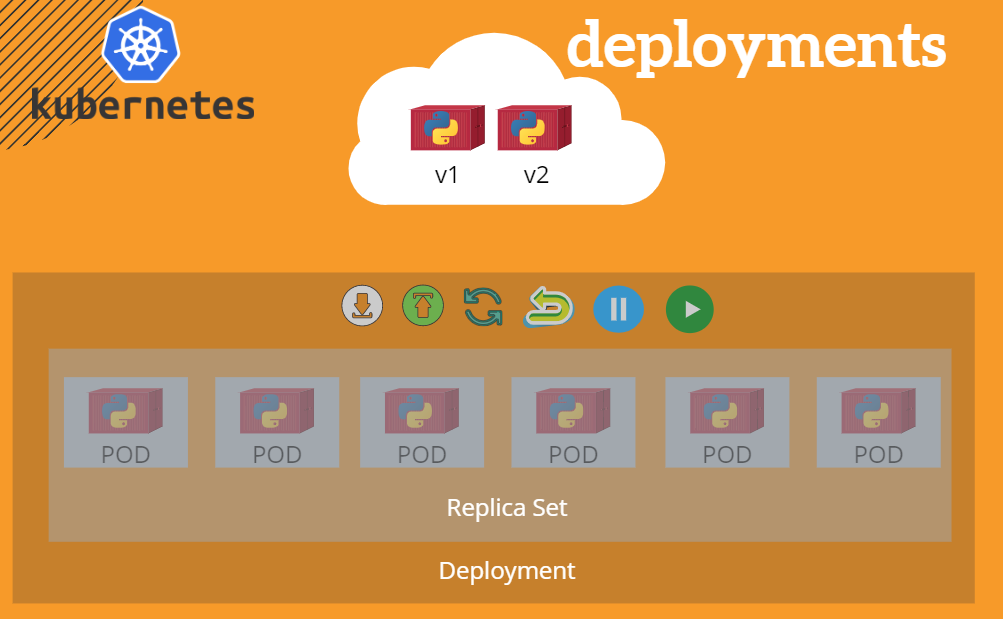 kubernetes
deployments
v1
v2
POD
POD
POD
POD
POD
POD
Replica Set
Deployment